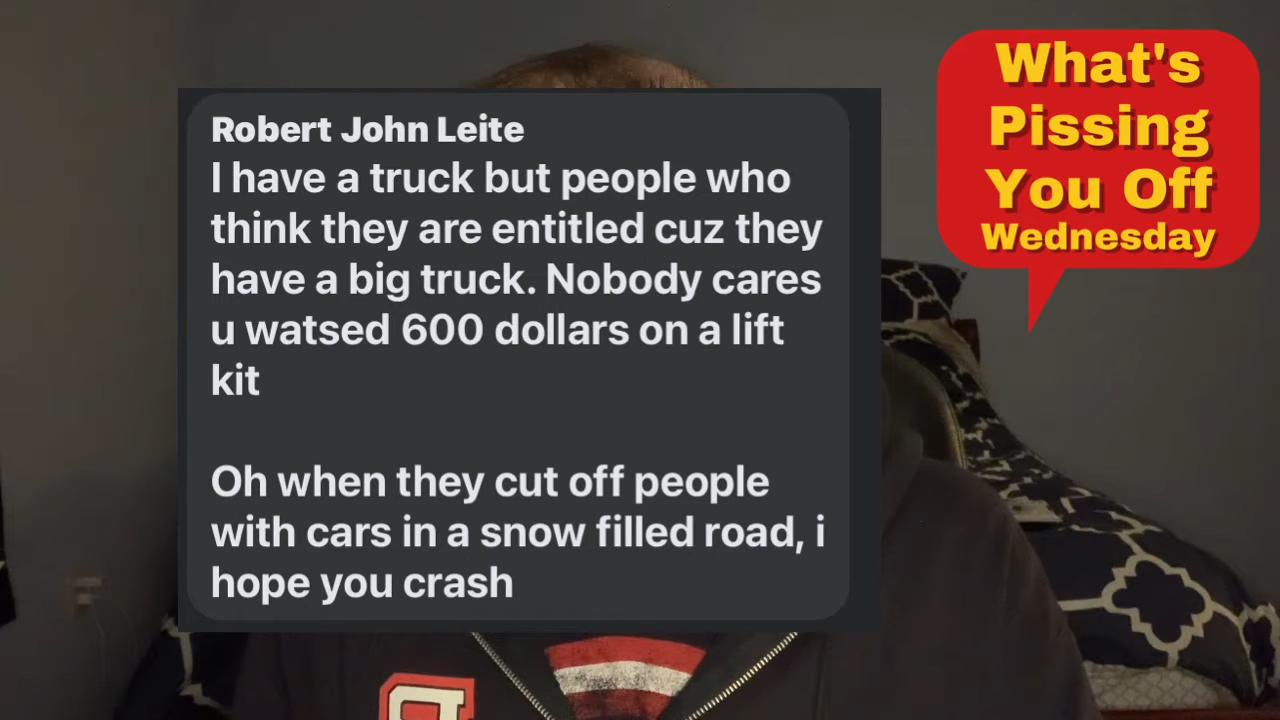 What's
Pissing
You Off
Wednesday
Robert John Leite
I have a truck but people who
think they are entitled cuz they
have a big truck. Nobody cares
u watsed 600 dollars on a lift
kit
Oh when they cut off people
with cars in a snow filled road, i
hope you crash